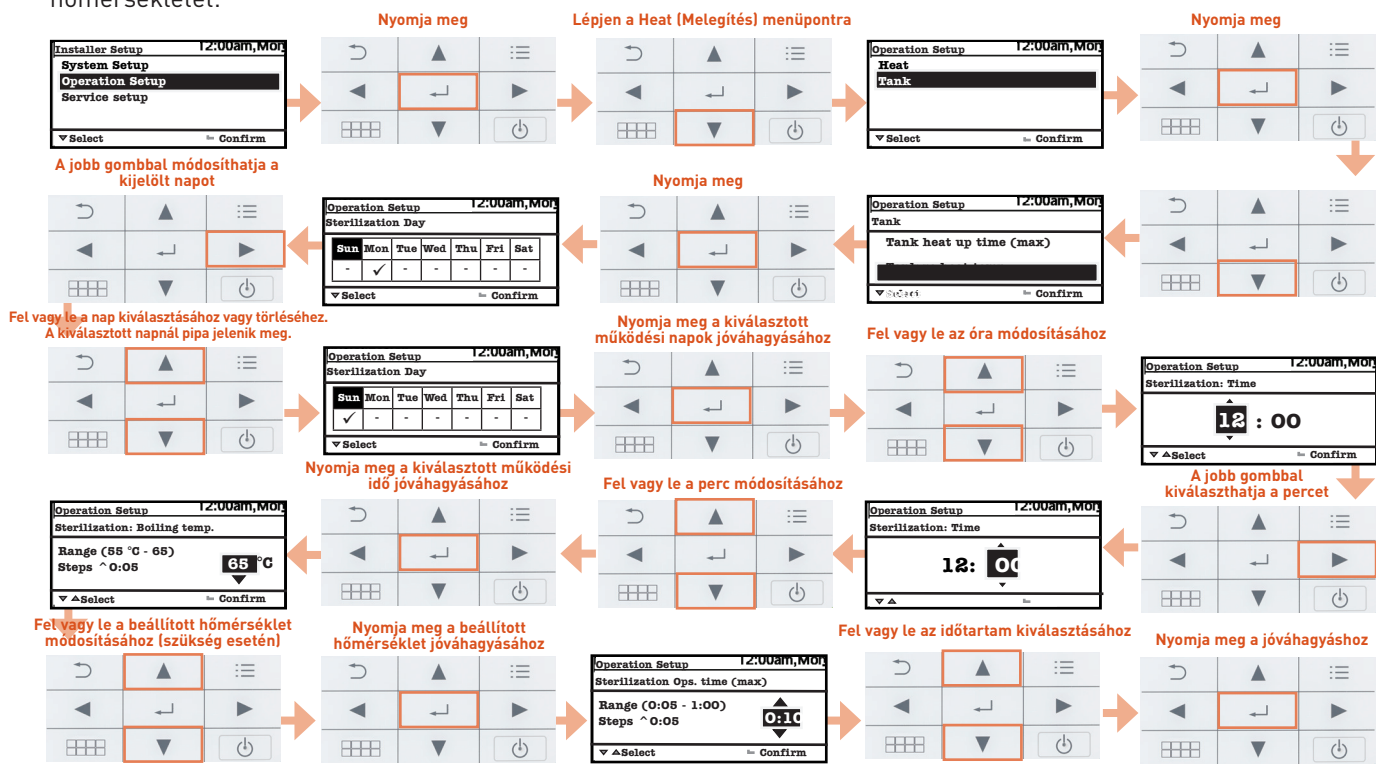 hőmérsékletét.
Nyomja meg
Lépjen a Heat (Melegítés) menüpontra
Nyomja meg
Installer Setup 12:00am,Mon
System Setup
Operation Setup
Service setup
Select Confirm
Operation Setup 12:00am,Mon
Heat
Tank
Select Confirm
A jobb gombbal módosíthatja a
kijelölt napot
Operation Setup 12:00am,Mon
Sterilization Day
Sun Mon Tue Wed Thu Fri Sat
- ✓ - - - - -
Select Confirm
Nyomja meg
Operation Setup 12:00am,Mon
Tank
Tank heat up time (max)
Confirm
Fel vagy le a nap kiválasztásához vagy törléséhez.
A kiválasztott napnál pipa jelenik meg.
Operation Setup 12:00am,Mon
Sterilization Day
Sun Mon Tue Wed Thu Fri Sat
✓ - - - - - -
Select Confirm
Nyomja meg a kiválasztott
működési napok jóváhagyásához
Fel vagy le az óra módosításához
Operation Setup 12:00am,Mon
Sterilization: Time
12 : 00
Select Confirm
A jobb gombbal
kiválaszthatja a percet
Operation Setup 12:00am,Mon
Sterilization: Time
12: 00
Fel vagy le a perc módosításához
Nyomja meg a kiválasztott működési
idő jóváhagyásához
Operation Setup 12:00am,Mon
Sterilization: Boiling temp.
Range (55 °C - 65)
Steps ^0:05
65 °C
Select Confirm
Fel vagy le a beállított hőmérséklet
módosításához (szükség esetén)
Nyomja meg a beállított
hőmérséklet jóváhagyásához
Operation Setup 12:00am,Mon
Sterilization Ops. time (max)
Range (0:05 - 1:00)
Steps ^0:05
0:10
Select Confirm
Fel vagy le az időtartam kiválasztásához
Nyomja meg a jóváhagyáshoz